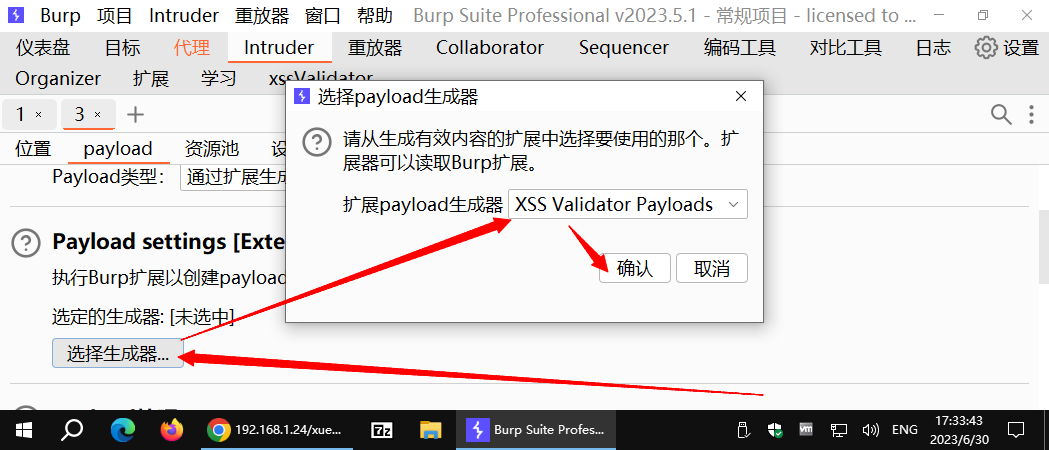 Burp 项目 Intruder 重放器 窗口 帮助 Burp Suite Professional v2023.5.1 - 常规项目 - licensed to ...
仪表盘 目标 代理 Intruder 重放器 Collaborator Sequencer 编码工具 对比工具 日志 设置
Organizer 扩展 学习 xssValidator
1 × 3 ×
位置 payload 资源池
Payload类型： 通过扩展生成
选择payload生成器
请从生成有效内容的扩展中选择要使用的那个。扩
展器可以读取Burp扩展。
扩展payload生成器 XSS Validator Payloads
确认 取消
Payload settings [Exte
执行Burp扩展以创建payload
选定的生成器: [未选中]
选择生成器...
192.168.1.24/xue...
Burp Suite Profes...
ENG
17:33:43
2023/6/30